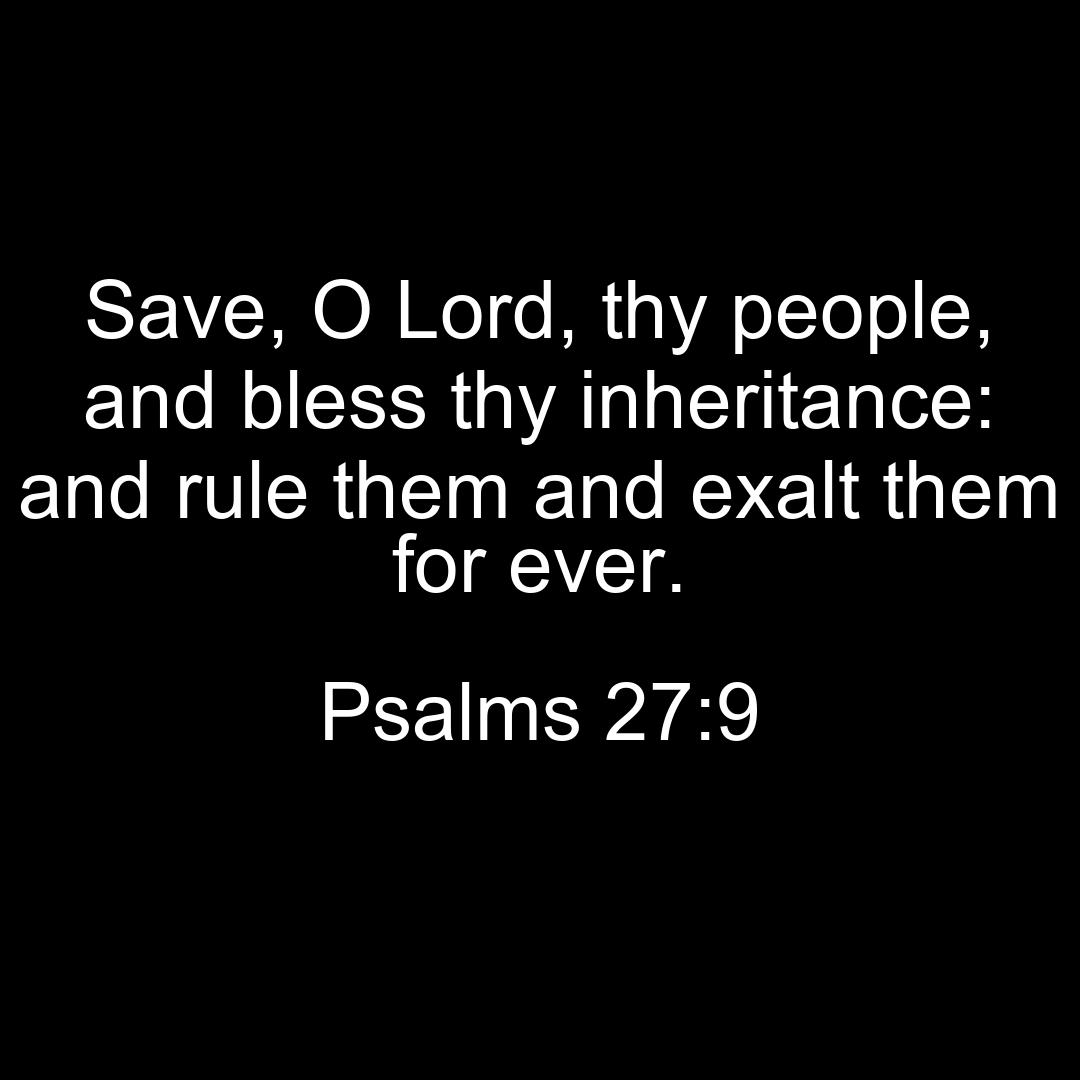 Save, O Lord, thy people,
and bless thy inheritance:
and rule them and exalt them
for ever.
Psalms 27:9